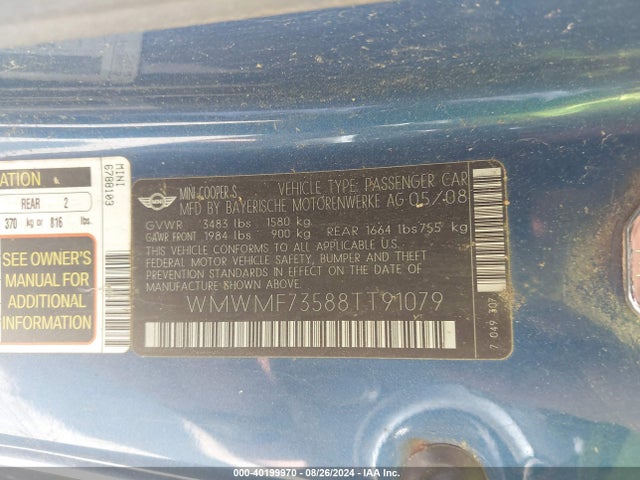 ATION
REAR 2
370 kg or 816 lbs.
SEE OWNER'S
MANUAL FOR
ADDITIONAL
INFORMATION
MINI
6788103
MINI
MINI COOPER S VEHICLE TYPE: PASSENGER CAR
MFD BY BAYERISCHE MOTORENWERKE AG 05/08
GVWR 3483 lbs 1580 kg
GAWR FRONT 1984 lbs 900 kg REAR 1664 lbs 755 kg
THIS VEHICLE CONFORMS TO ALL APPLICABLE
FEDERAL MOTOR VEHICLE SAFETY, BUMPER AND THEFT
PREVENTION STANDARDS IN EFFECT ON THE DATE OF
MANUFACTURE SHOWN ABOVE.
WMWMF73588TT91079
7 049 307
000-40199970 - 08/26/2024 - IAA Inc.